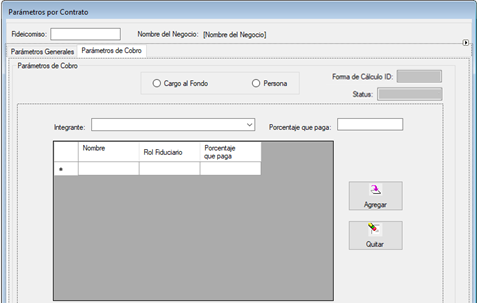 Parámetros por Contrato
Fideicomiso: Nombre del Negocio: [Nombre del Negocio]
Parámetros Generales Parámetros de Cobro
Parámetros de Cobro
Cargo al Fondo Persona Forma de Cálculo ID:
Status:
Integrante: Porcentaje que paga:
Nombre Rol Fiduciario Porcentaje
que paga
Agregar
Quitar